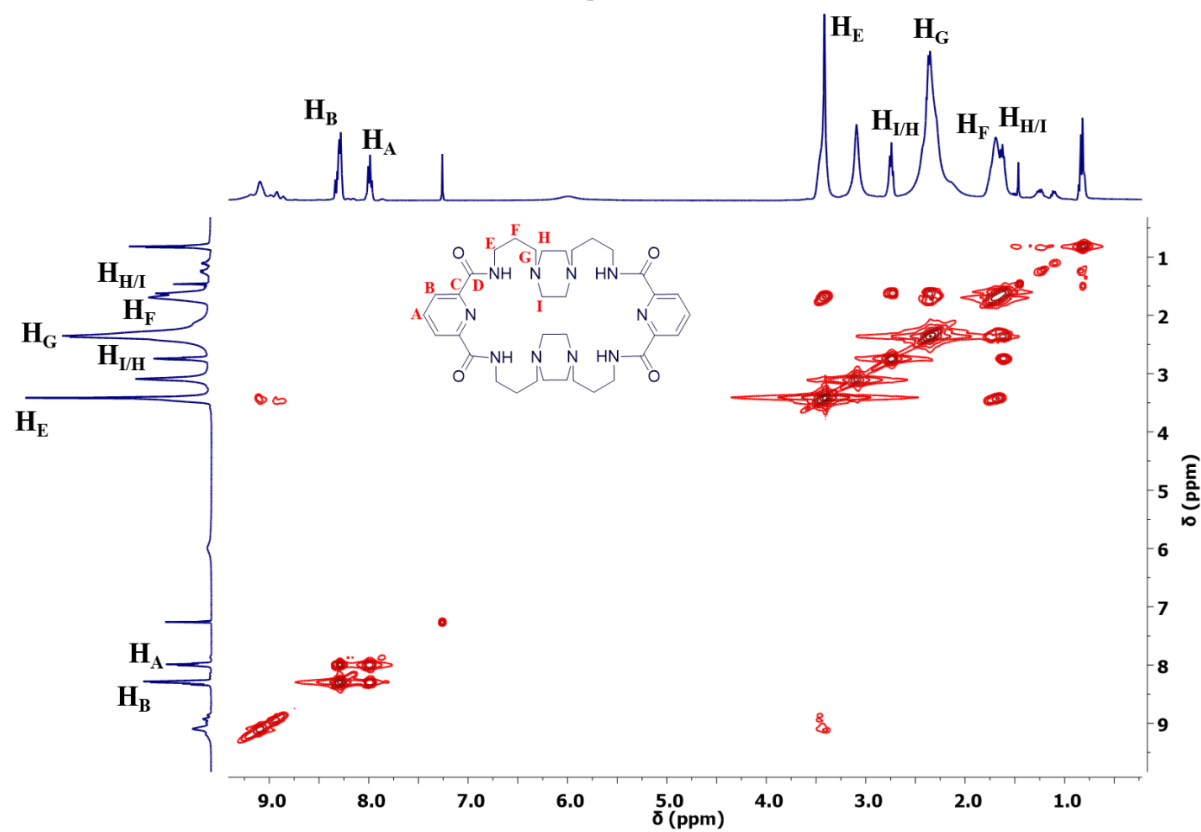 H_E
H_G
H_B
H_A
H_I/H
H_F
H_H/I
F
E
H
G
O
NH
N
N
HN
O
B
C
D
I
A
N
N
O
NH
N
N
HN
O
H_H/I
H_F
H_G
H_I/H
H_E
H_A
H_B
1
2
3
4
5
6
7
8
9
δ (ppm)
9.0 8.0 7.0 6.0 5.0 4.0 3.0 2.0 1.0
δ (ppm)